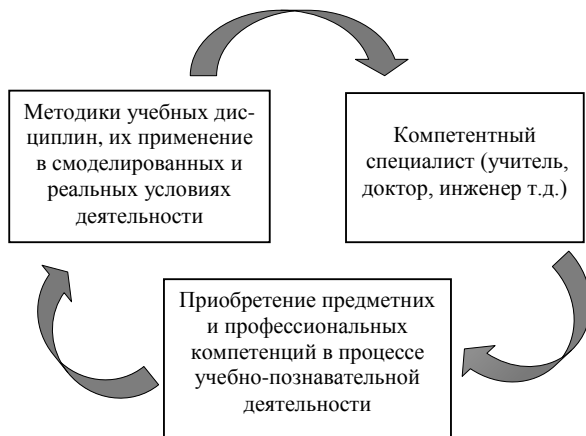 Методики учебных дис-
циплин, их применение
в смоделированных и
реальных условиях
деятельности
Компетентный
специалист (учитель,
доктор, инженер т.д.)
Приобретение предметних
и профессиональных
компетенций в процессе
учебно-познавательной
деятельности